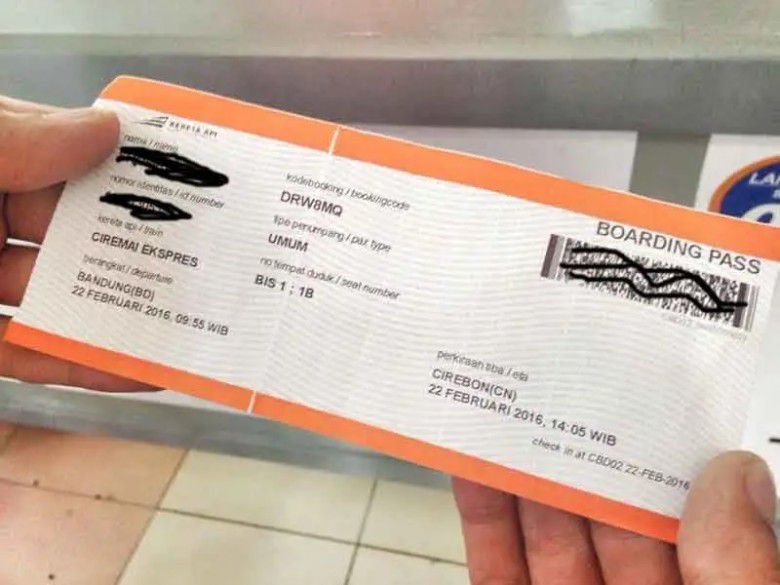 KERETA API
nama / name
nomor identitas / id number
kereta api / train
CIREMAI EKSPRES
berangkat / departure
BANDUNG(BD)
22 FEBRUARI 2016, 09:55 WIB
kodebooking / bookingcode
DRW8MQ
tipe penumpang / pax type
UMUM
no tempat duduk / seat number
BIS 1 ; 1B
BOARDING PASS
perkiraan tiba / eta
CIREBON(CN)
22 FEBRUARI 2016, 14:05 WIB
check in at CBD02 22-FEB-2016